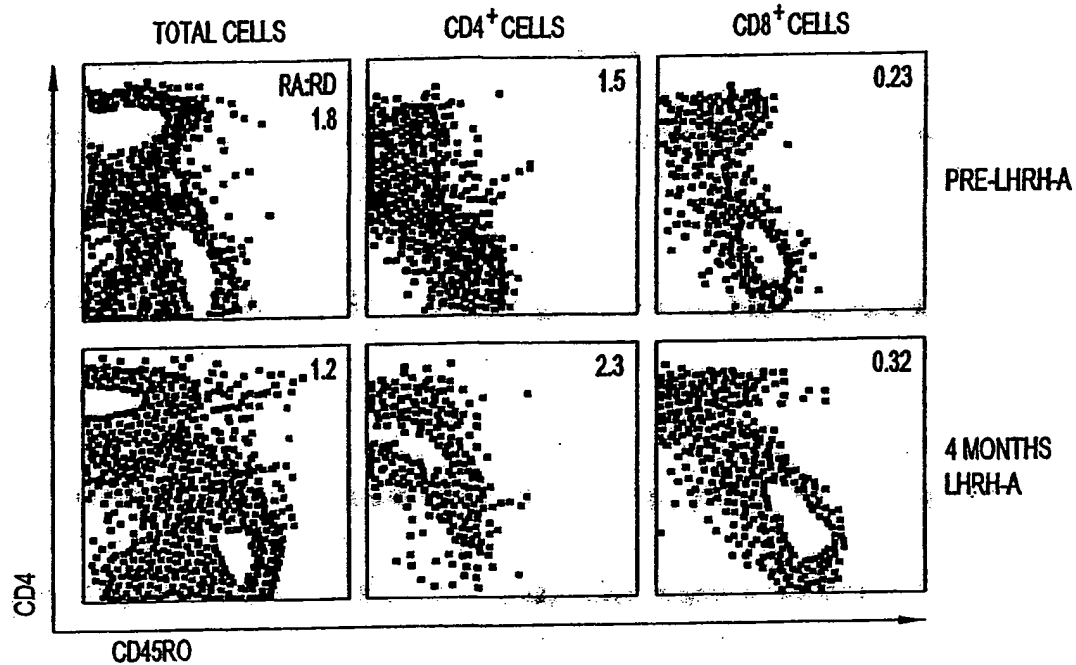 TOTAL CELLS
CD4+ CELLS
CD8+ CELLS
RA:RD
1.8
1.5
0.23
PRE-LHRH-A
1.2
2.3
0.32
4 MONTHS
LHRH-A
CD4
CD45RO